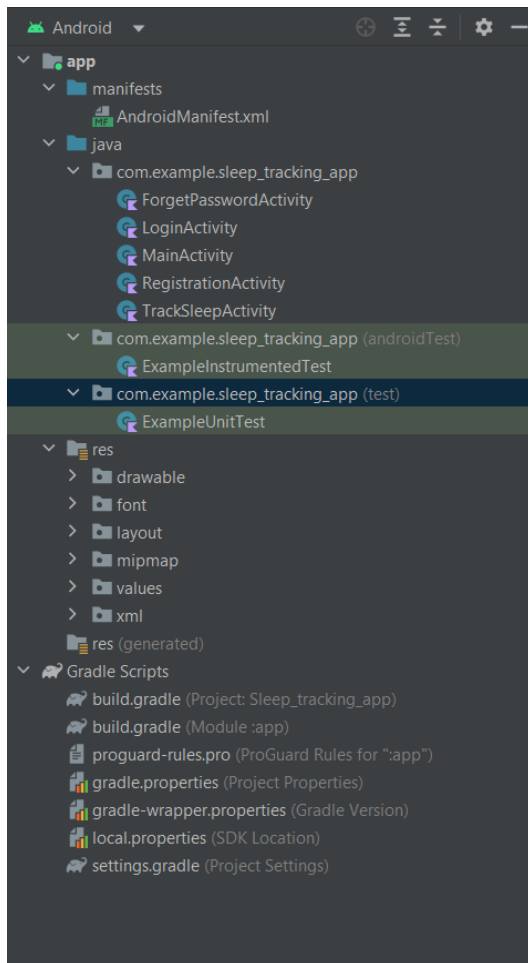 Android
app
manifests
MF AndroidManifest.xml
java
com.example.sleep_tracking_app
ForgetPasswordActivity
LoginActivity
MainActivity
RegistrationActivity
TrackSleepActivity
com.example.sleep_tracking_app (androidTest)
ExampleInstrumentedTest
com.example.sleep_tracking_app (test)
ExampleUnitTest
res
drawable
font
layout
mipmap
values
xml
res (generated)
Gradle Scripts
build.gradle (Project: Sleep_tracking_app)
build.gradle (Module :app)
proguard-rules.pro (ProGuard Rules for ":app")
gradle.properties (Project Properties)
gradle-wrapper.properties (Gradle Version)
local.properties (SDK Location)
settings.gradle (Project Settings)